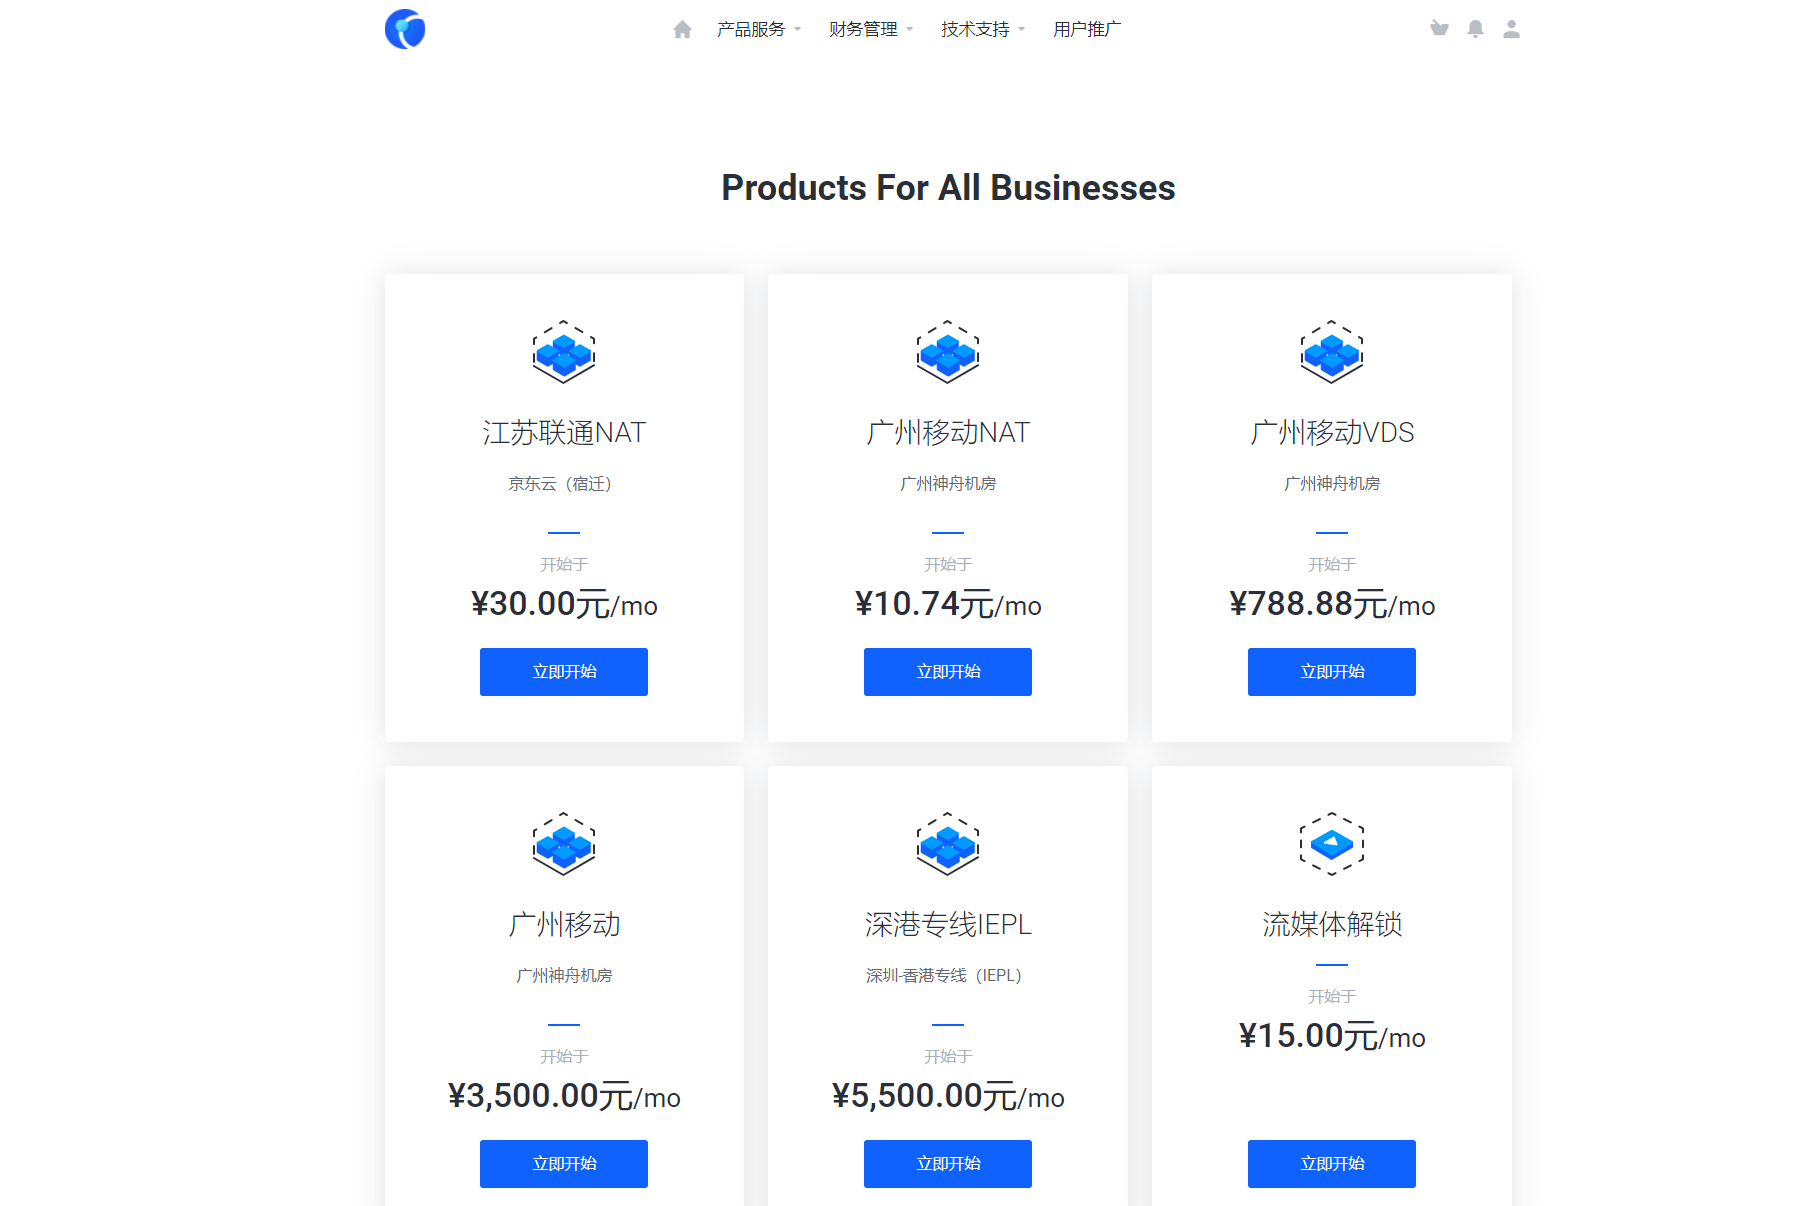 产品服务 财务管理 技术支持 用户推广
Products For All Businesses
江苏联通NAT
京东云（宿迁）
开始于
¥30.00元/mo
立即开始
广州移动NAT
广州神舟机房
开始于
¥10.74元/mo
立即开始
广州移动VDS
广州神舟机房
开始于
¥788.88元/mo
立即开始
广州移动
广州神舟机房
开始于
¥3,500.00元/mo
立即开始
深港专线IEPL
深圳-香港专线（IEPL）
开始于
¥5,500.00元/mo
立即开始
流媒体解锁
开始于
¥15.00元/mo
立即开始